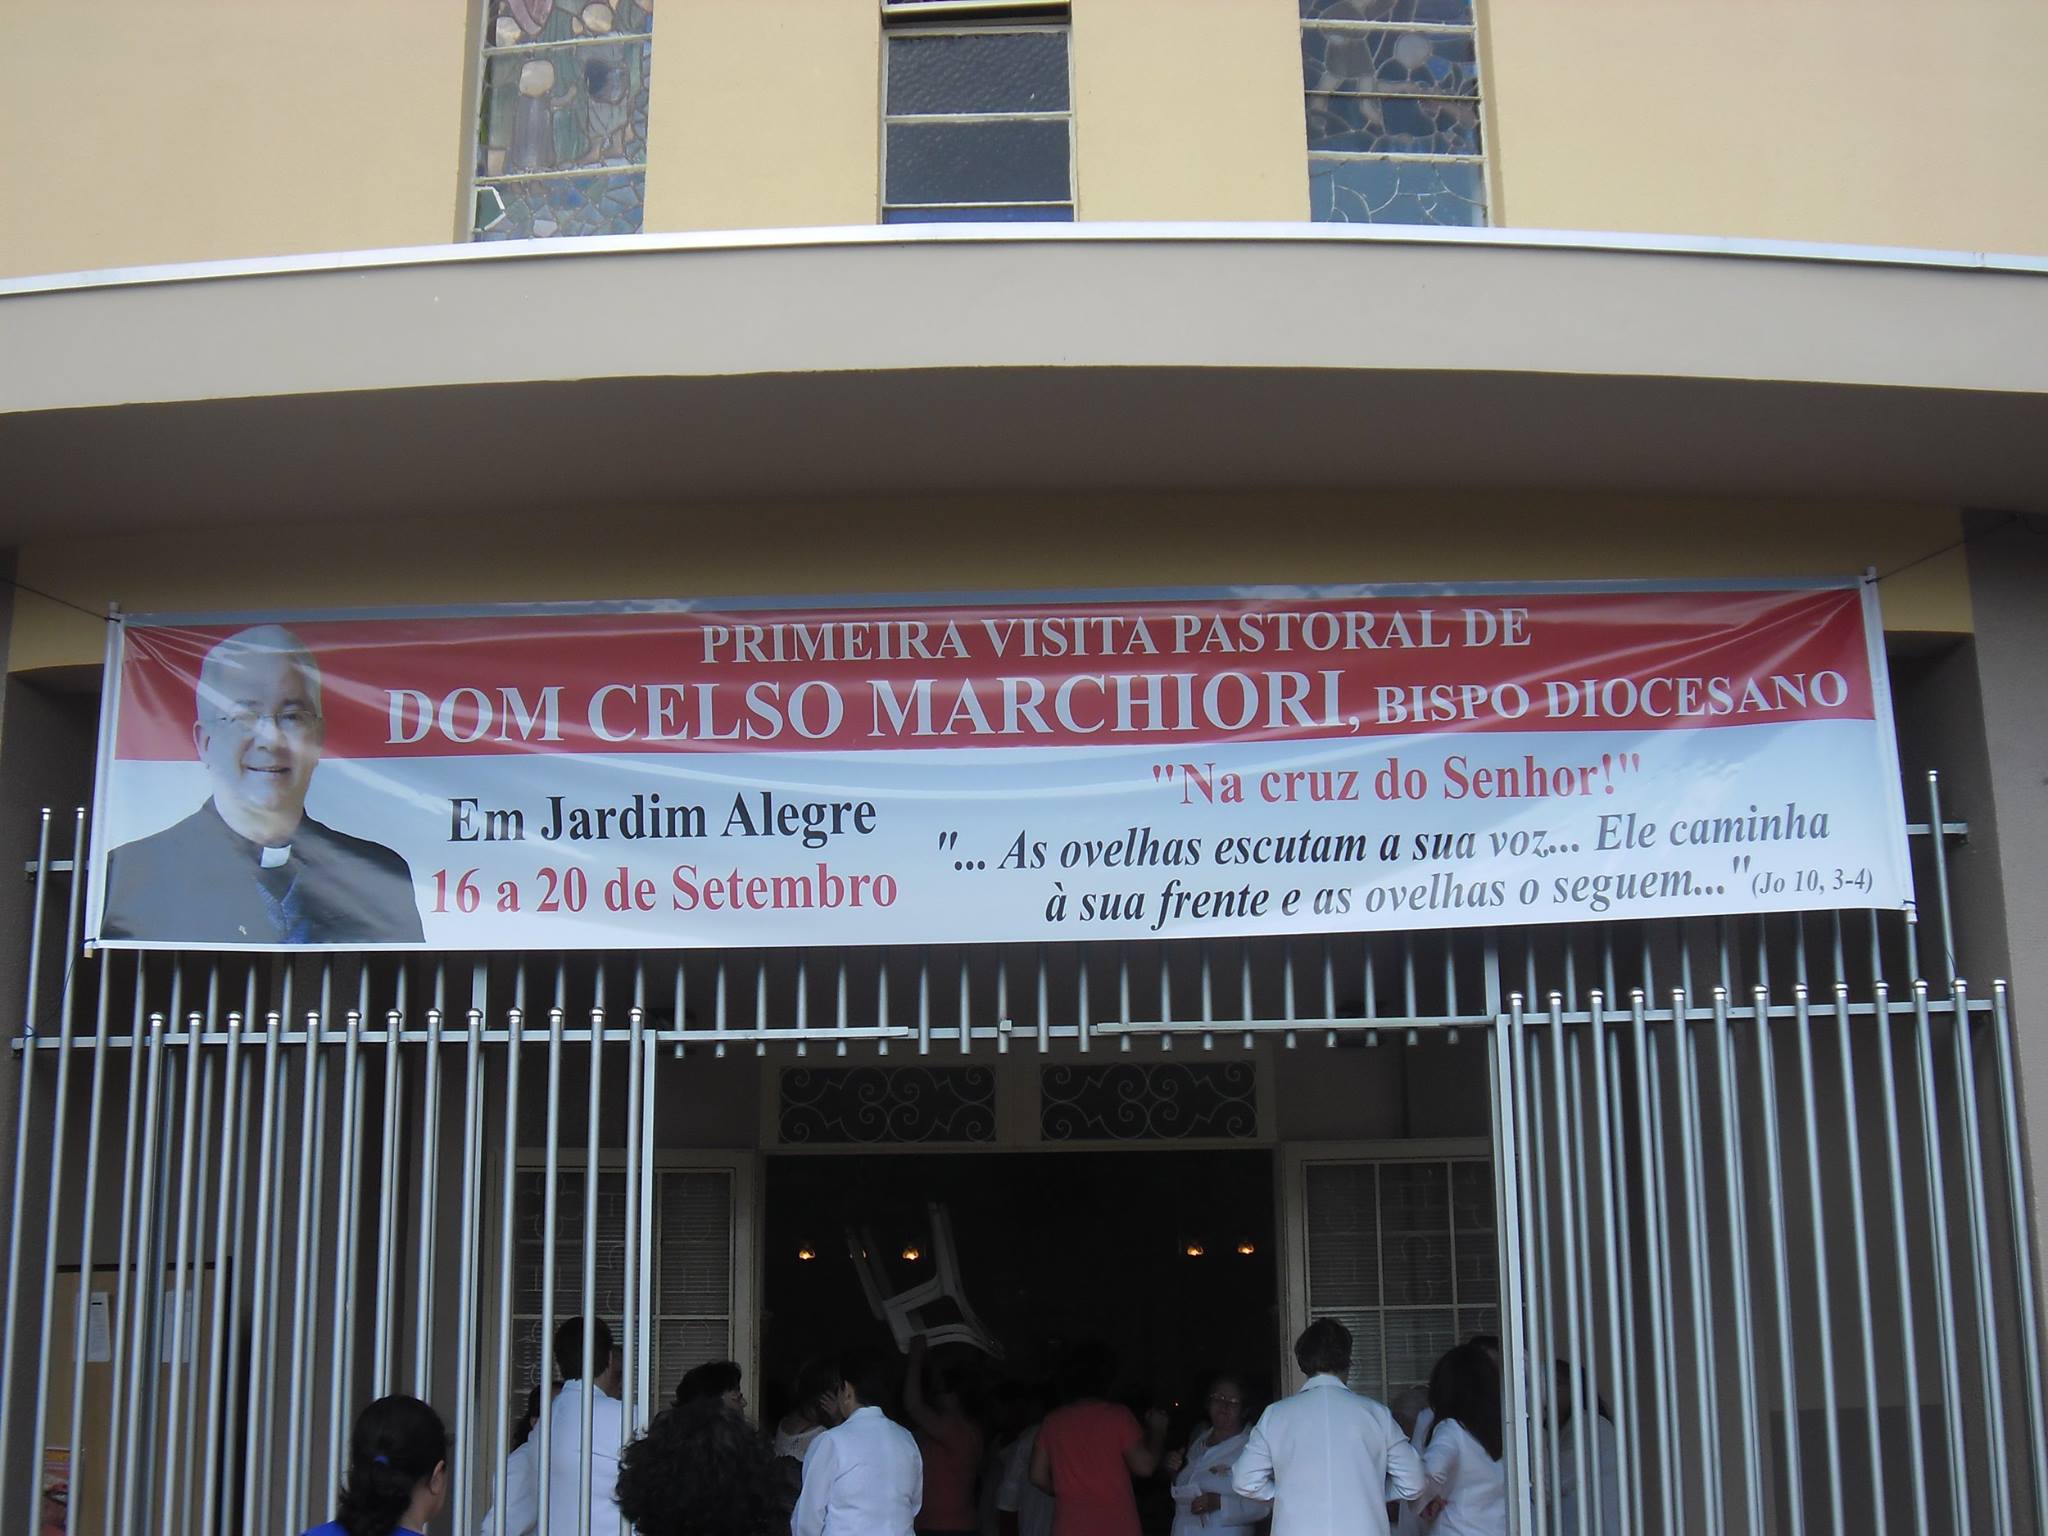 PRIMEIRA VISITA PASTORAL DE
DOM CELSO MARCHIORI, BISPO DIOCESANO
Em Jardim Alegre
16 a 20 de Setembro
"Na cruz do Senhor!"
"... As ovelhas escutam a sua voz... Ele caminha
à sua frente e as ovelhas o seguem..." (Jo 10, 3-4)